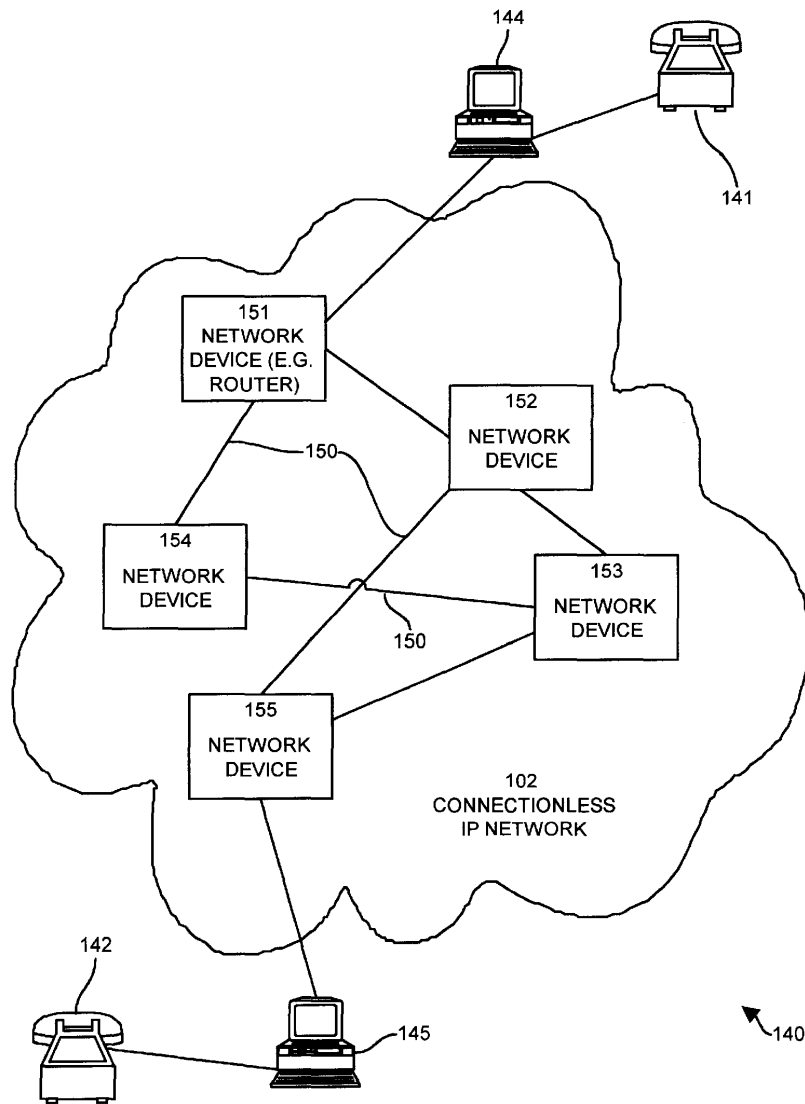 144
141
151
NETWORK
DEVICE (E.G.
ROUTER)
152
NETWORK
DEVICE
150
154
NETWORK
DEVICE
153
NETWORK
DEVICE
150
155
NETWORK
DEVICE
102
CONNECTIONLESS
IP NETWORK
142
145
140